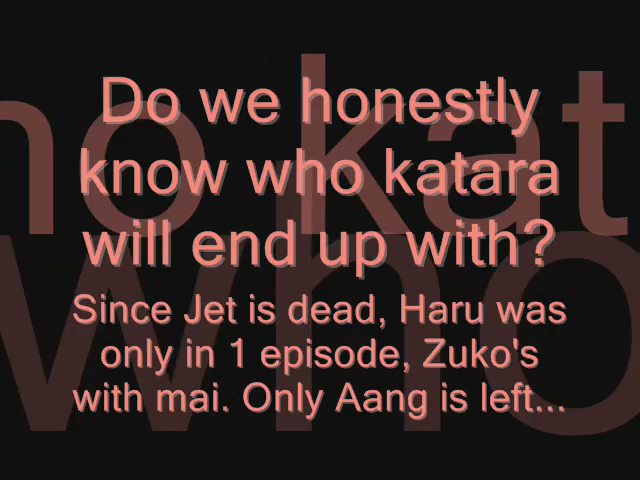 Do we honestly
know who katara
will end up with?
Since Jet is dead, Haru was
only in 1 episode, Zuko's
with mai. Only Aang is left...